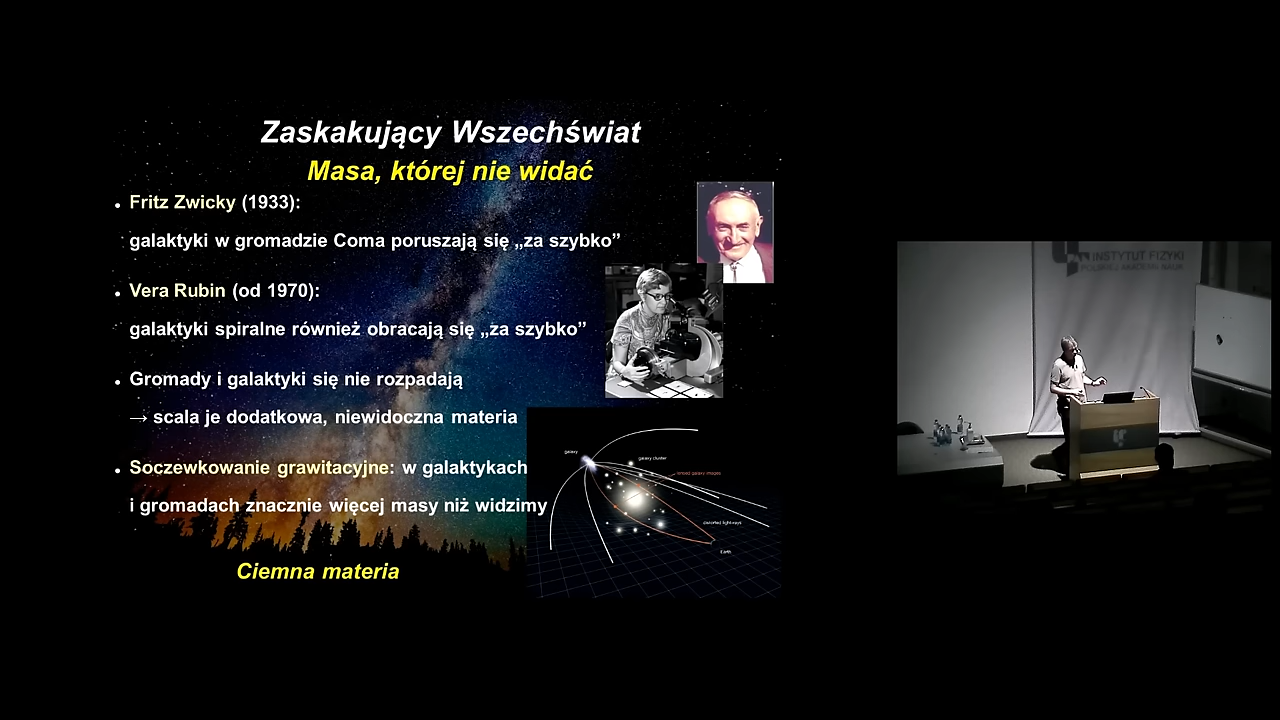 Zaskakujący Wszechświat
Masa, której nie widać
Fritz Zwicky (1933):
galaktyki w gromadzie Coma poruszają się „za szybko”
Vera Rubin (od 1970):
galaktyki spiralne również obracają się „za szybko”
Gromady i galaktyki się nie rozpadają
→ scala je dodatkowa, niewidoczna materia
Soczewkowanie grawitacyjne: w galaktykach
i gromadach znacznie więcej masy niż widzimy
Ciemna materia
galaxy
galaxy cluster
lensed galaxy images
distorted light-rays
Earth
INSTYTUT FIZYKI
POLSKIEJ AKADEMII NAUK